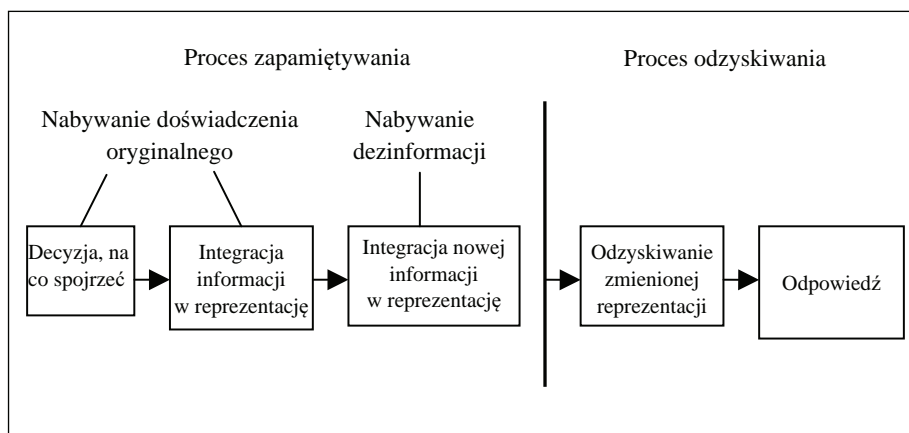 Proces zapamiętywania
Proces odzyskiwania
Nabywanie doświadczenia
oryginalnego
Nabywanie
dezinformacji
Decyzja, na
co spojrzeć
Integracja
informacji
w reprezentację
Integracja nowej
informacji
w reprezentację
Odzyskiwanie
zmienionej
reprezentacji
Odpowiedź